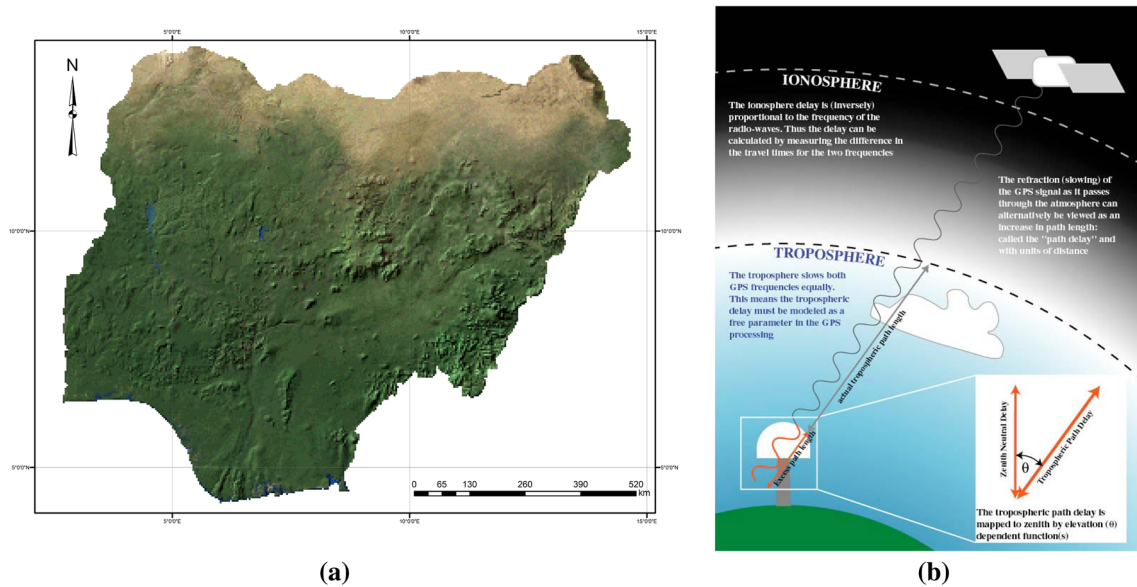 5°0'0"E
10°0'0"E
15°0'0"E
N
10°0'0"N
10°0'0"N
5°0'0"N
5°0'0"N
0 65 130 260 390 520
km
5°0'0"E
10°0'0"E
15°0'0"E
(a)
IONOSPHERE
The ionosphere delay is (inversely)
proportional to the frequency of the
radio-waves. Thus the delay can be
calculated by measuring the difference in
the travel times for the two frequencies
The refraction (slowing) of
the GPS signal as it passes
through the atmosphere can
alternatively be viewed as an
increase in path length:
called the "path delay" and
with units of distance
TROPOSPHERE
The troposphere slows both
GPS frequencies equally.
This means the tropospheric
delay must be modeled as a
free parameter in the GPS
processing
actual tropospheric path length
Excess path length
Zenith Neutral Delay
θ
Tropospheric Path Delay
The tropospheric path delay is
mapped to zenith by elevation (θ)
dependent function(s)
(b)